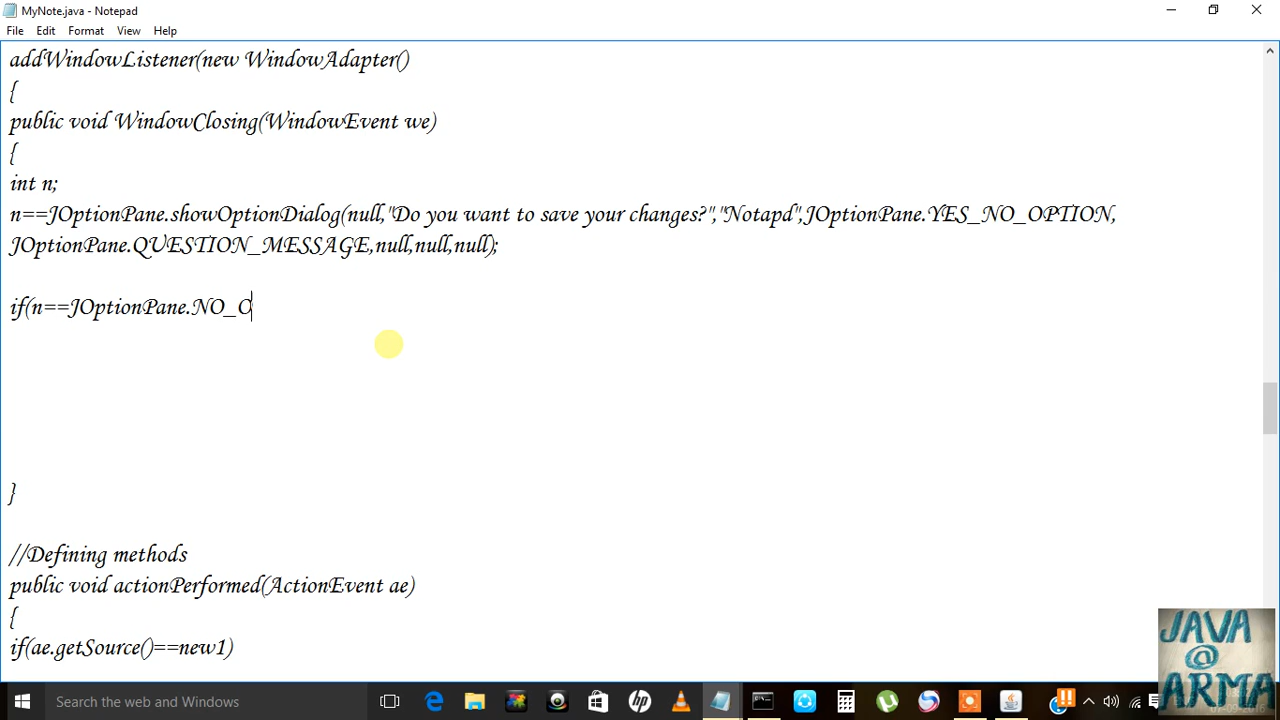 MyNote.java - Notepad
File Edit Format View Help
addWindowListener(new WindowAdapter()
{
public void WindowClosing(WindowEvent we)
{
int n;
n==JOptionPane.showOptionDialog(null,"Do you want to save your changes?","Notapd",JOptionPane.YES_NO_OPTION,
JOptionPane.QUESTION_MESSAGE,null,null,null);
if(n==JOptionPane.NO_O
}
//Defining methods
public void actionPerformed(ActionEvent ae)
{
if(ae.getSource()==new1)
JAVA
@
ARMA
Search the web and Windows